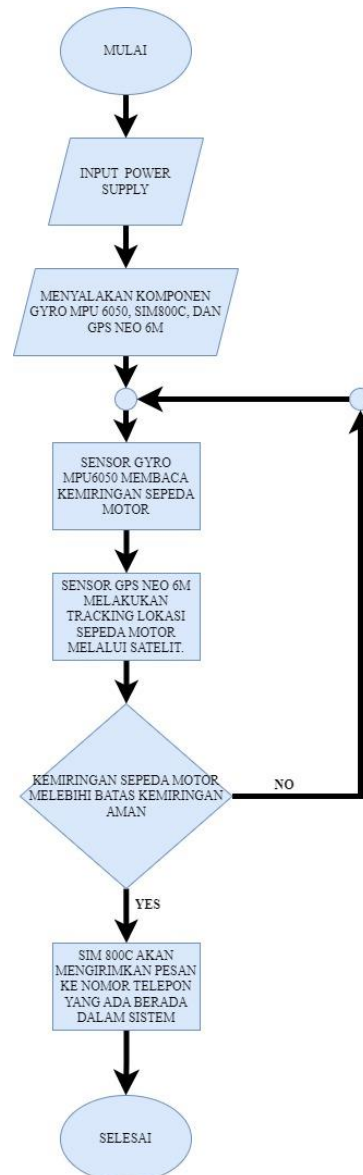 MULAI
INPUT POWER
SUPPLY
MENYALAKAN KOMPONEN
GYRO MPU 6050, SIM800C, DAN
GPS NEO 6M
SENSOR GYRO
MPU6050 MEMBACA
KEMIRINGAN SEPEDA
MOTOR
SENSOR GPS NEO 6M
MELAKUKAN
TRACKING LOKASI
SEPEDA MOTOR
MELALUI SATELIT.
KEMIRINGAN SEPEDA MOTOR
MELEBIHI BATAS KEMIRINGAN
AMAN
NO
YES
SIM 800C AKAN
MENGIRIMKAN PESAN
KE NOMOR TELEPON
YANG ADA BERADA
DALAM SISTEM
SELESAI